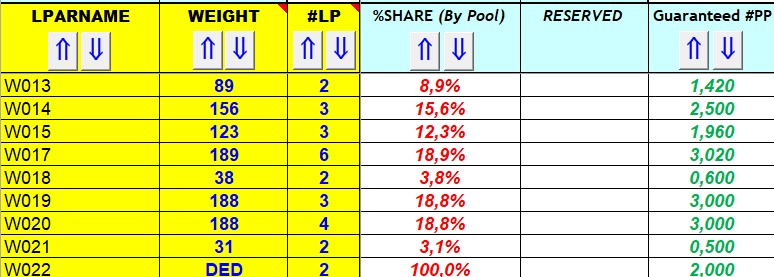 LPARNAME WEIGHT #LP %SHARE (By Pool) RESERVED Guaranteed #PP
⇑ ⇓ ⇑ ⇓ ⇑ ⇓ ⇑ ⇓ ⇑ ⇓
W013 89 2 8,9% 1,420
W014 156 3 15,6% 2,500
W015 123 3 12,3% 1,960
W017 189 6 18,9% 3,020
W018 38 2 3,8% 0,600
W019 188 3 18,8% 3,000
W020 188 4 18,8% 3,000
W021 31 2 3,1% 0,500
W022 DED 2 100,0% 2,000